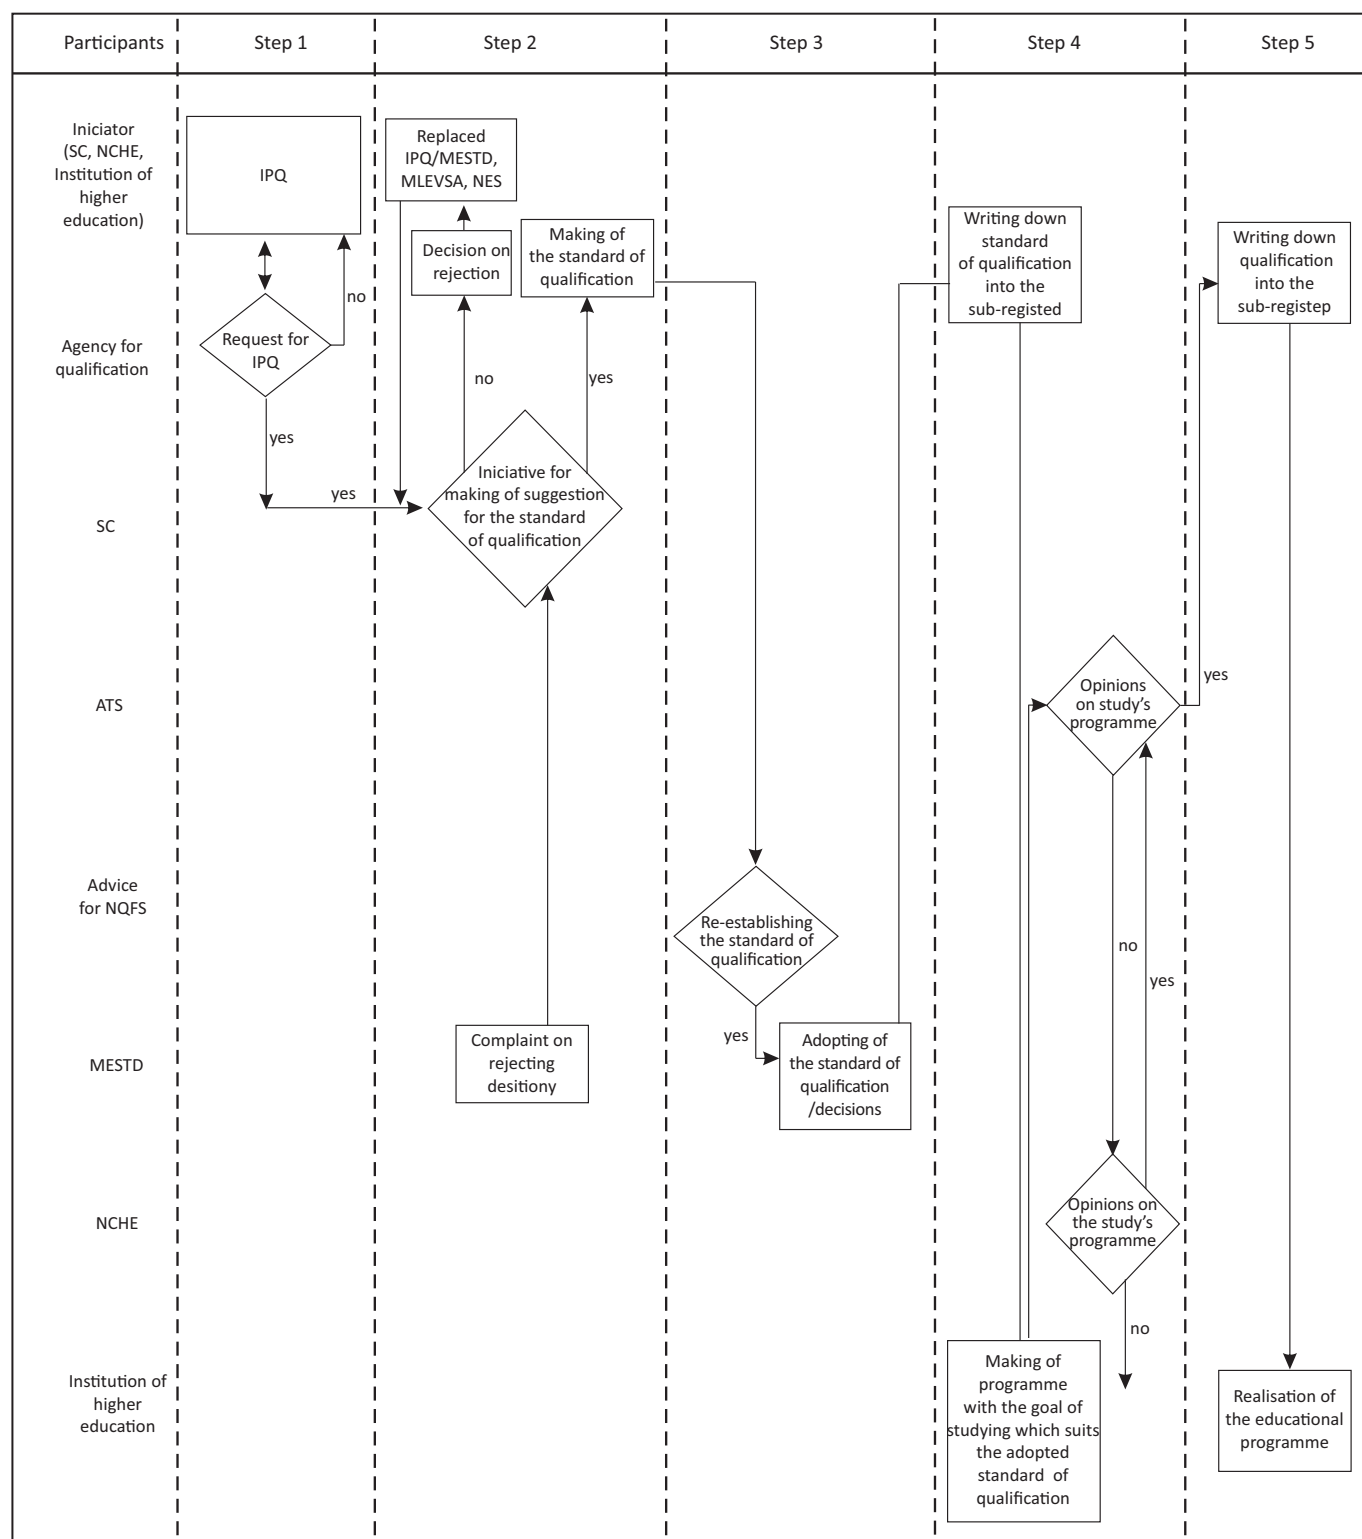 Participants
Step 1
Step 2
Step 3
Step 4
Step 5
Iniciator
(SC, NCHE,
Institution of
higher
education)
IPQ
Replaced
IPQ/MESTD,
MLEVSA, NES
Decision on
rejection
Making of
the standard of
qualification
Writing down
standard
of qualification
into the
sub-registed
Writing down
qualification
into the
sub-registep
Agency for
qualification
Request for
IPQ
no
yes
yes
no
yes
SC
Iniciative for
making of suggestion
for the standard
of qualification
ATS
Opinions
on study's
programme
yes
Advice
for NQFS
Re-establishing
the standard of
qualification
no
yes
yes
MESTD
Complaint on
rejecting
desitiony
Adopting of
the standard of
qualification
/decisions
NCHE
Opinions on
the study's
programme
no
Institution of
higher
education
Making of
programme
with the goal of
studying which suits
the adopted
standard of
qualification
Realisation of
the educational
programme